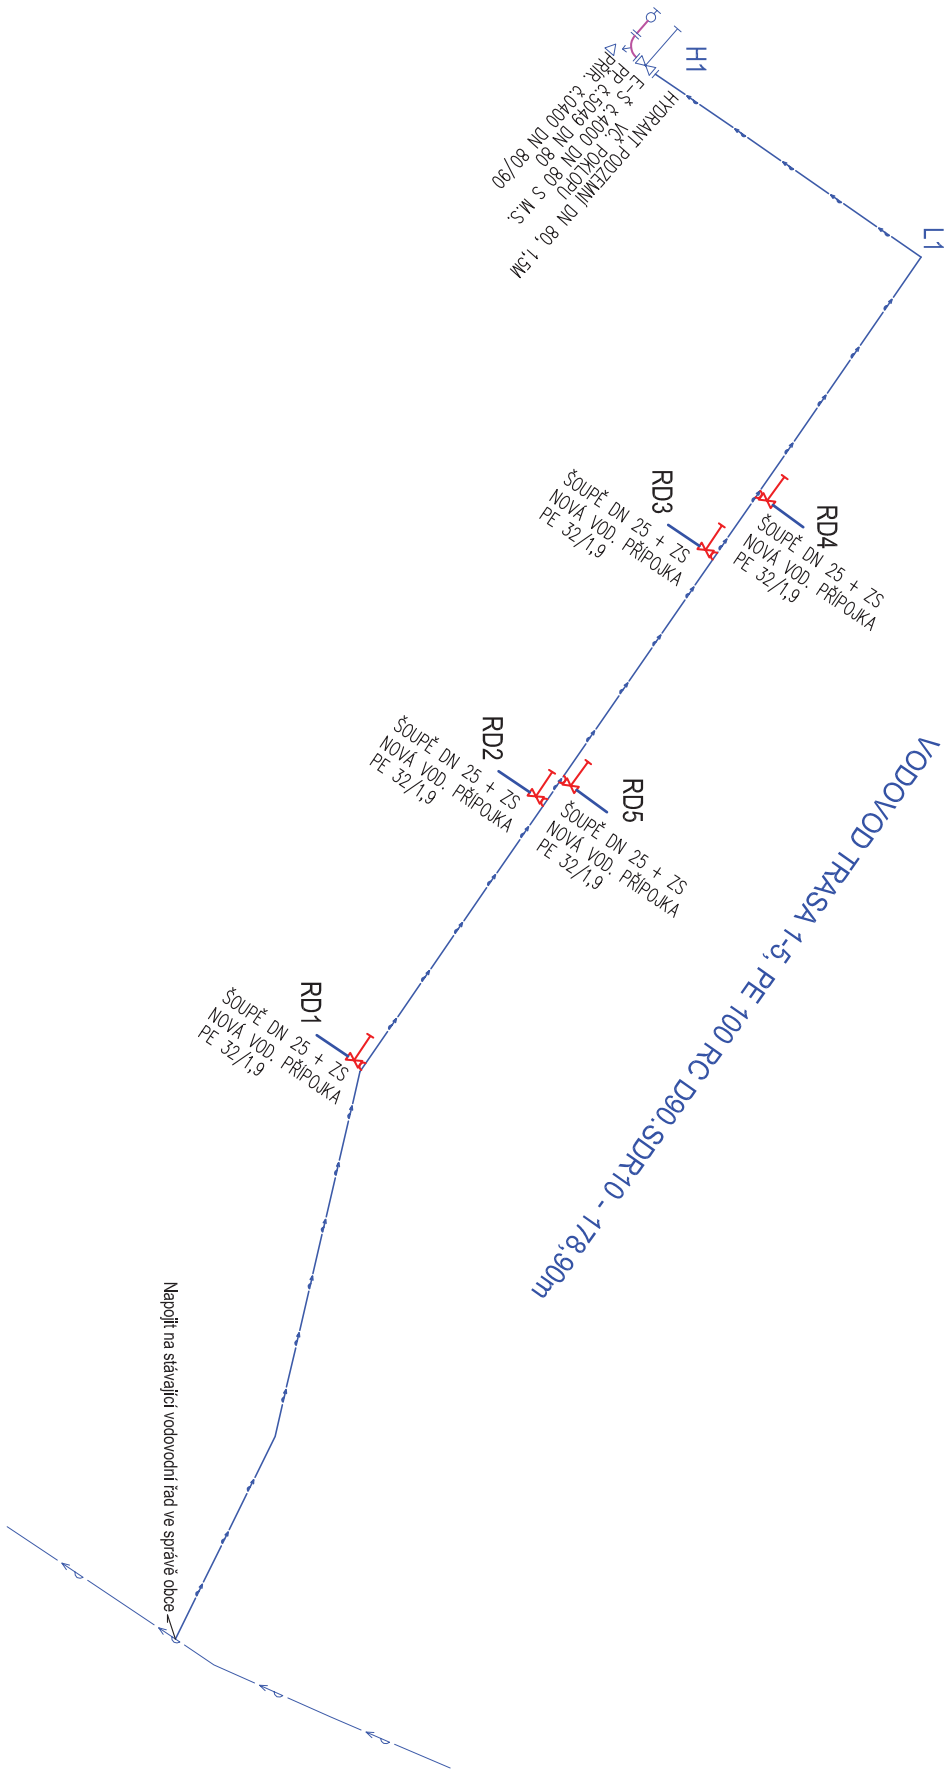 H1
HYDRANT PODZEMNÍ DN 80, 1,5M
VČ. POKLOPU
E-Š č.4000 DN 80 S M.S.
PP č.5049 DN 80
PŘÍR. č.0400 DN 80/90
L1
RD4
ŠOUPĚ DN 25 + ZS
NOVÁ VOD. PŘÍPOJKA
PE 32/1,9
RD3
ŠOUPĚ DN 25 + ZS
NOVÁ VOD. PŘÍPOJKA
PE 32/1,9
RD5
ŠOUPĚ DN 25 + ZS
NOVÁ VOD. PŘÍPOJKA
PE 32/1,9
RD2
ŠOUPĚ DN 25 + ZS
NOVÁ VOD. PŘÍPOJKA
PE 32/1,9
RD1
ŠOUPĚ DN 25 + ZS
NOVÁ VOD. PŘÍPOJKA
PE 32/1,9
VODOVOD TRASA 1-5, PE 100 RC D90.SDR10 - 178,90m
Napojit na stávající vodovodní řad ve správě obce